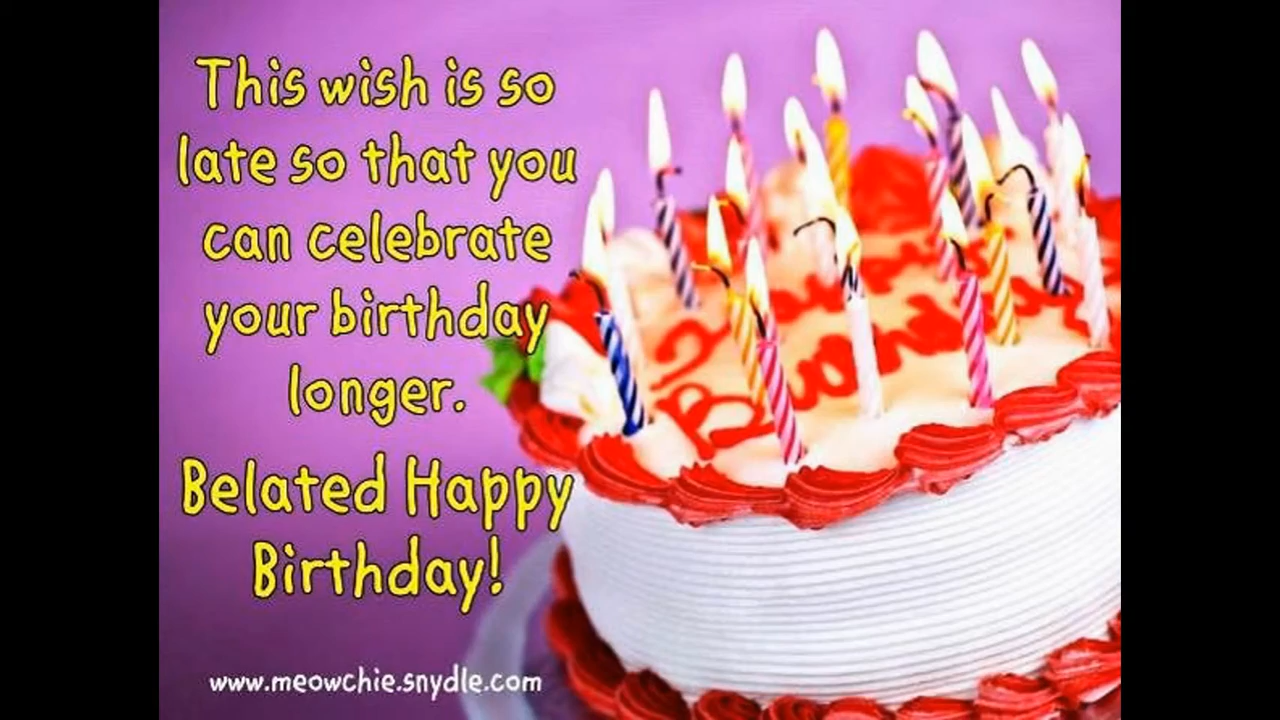 This wish is so
late so that you
can celebrate
your birthday
longer.
Belated Happy
Birthday!
www.meowchie.snydle.com